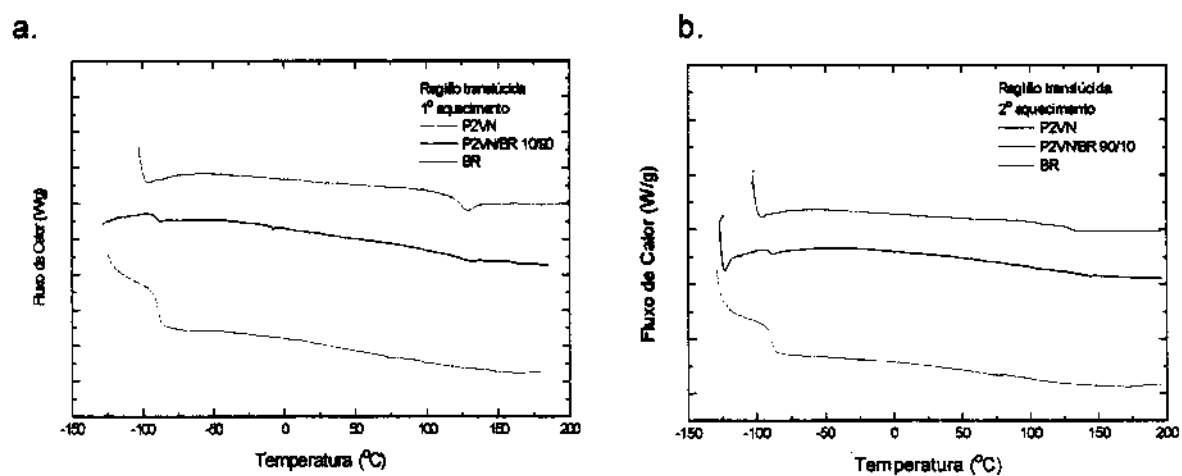 a.
Região translúcida
1º aquecimento
P2VN
P2VN/BR 10/90
BR
Fluxo de Calor (W/g)
-150 -100 -50 0 50 100 150 200
Temperatura (ºC)
b.
Região translúcida
2º aquecimento
P2VN
P2VN/BR 90/10
BR
Fluxo de Calor (W/g)
-150 -100 -50 0 50 100 150 200
Temperatura (ºC)